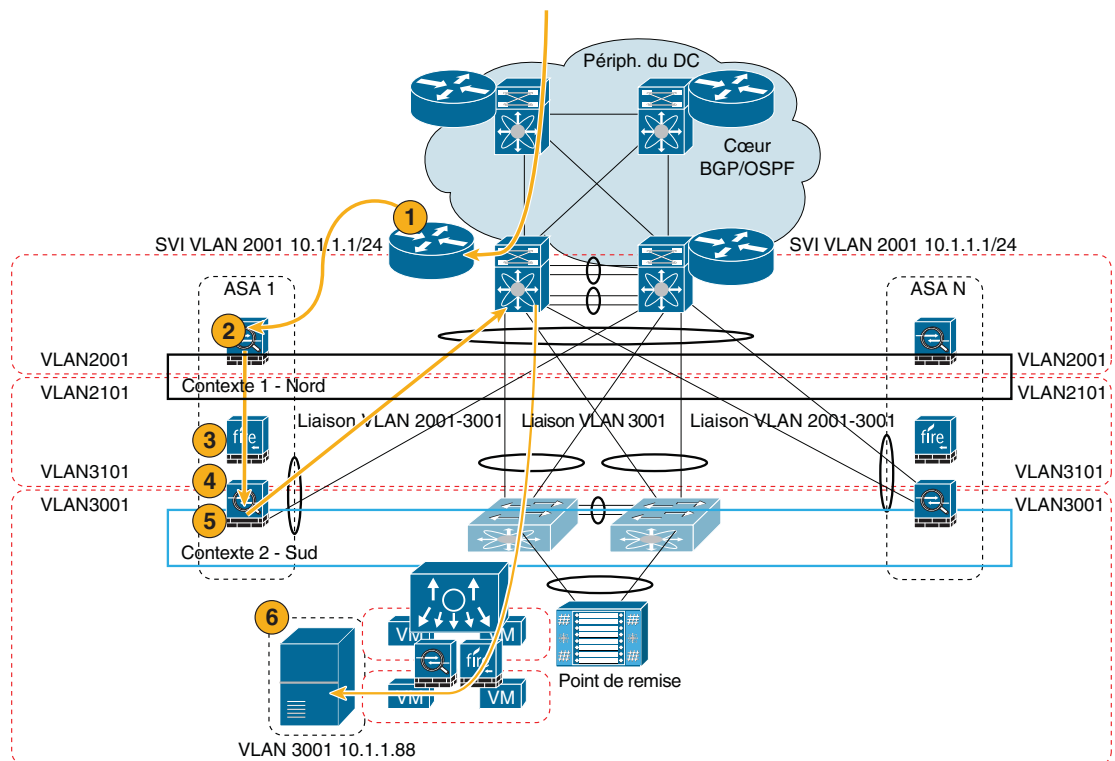 Périph. du DC
Cœur
BGP/OSPF
1
SVI VLAN 2001 10.1.1.1/24
SVI VLAN 2001 10.1.1.1/24
ASA 1
ASA N
2
VLAN2001
VLAN2001
Contexte 1 - Nord
VLAN2101
VLAN2101
Liaison VLAN 2001-3001
Liaison VLAN 3001
Liaison VLAN 2001-3001
3
fire
fire
VLAN3101
VLAN3101
4
VLAN3001
VLAN3001
5
Contexte 2 - Sud
6
VM
VM
fire
VM
VM
Point de remise
VLAN 3001 10.1.1.88